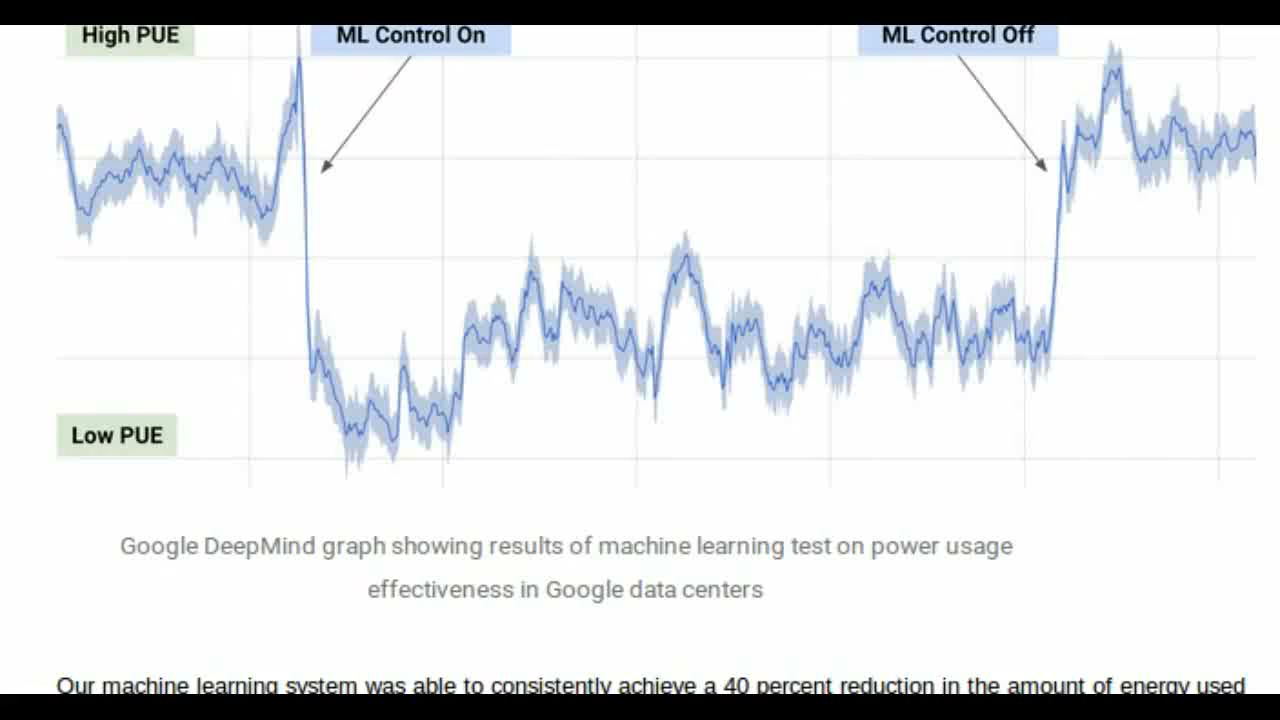 High PUE
ML Control On
ML Control Off
Low PUE
Google DeepMind graph showing results of machine learning test on power usage
effectiveness in Google data centers
Our machine learning system was able to consistently achieve a 40 percent reduction in the amount of energy used